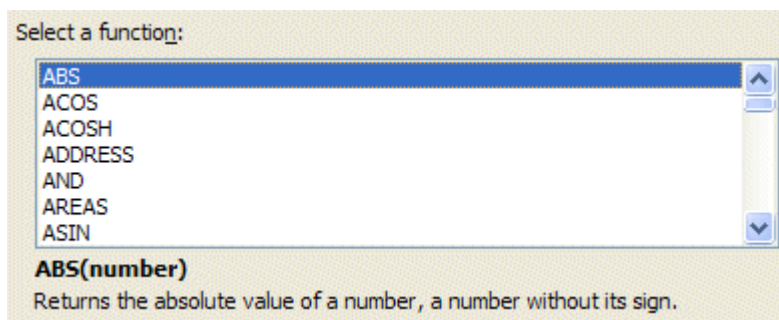 Select a function:
ABS
ACOS
ACOSH
ADDRESS
AND
AREAS
ASIN
ABS(number)
Returns the absolute value of a number, a number without its sign.